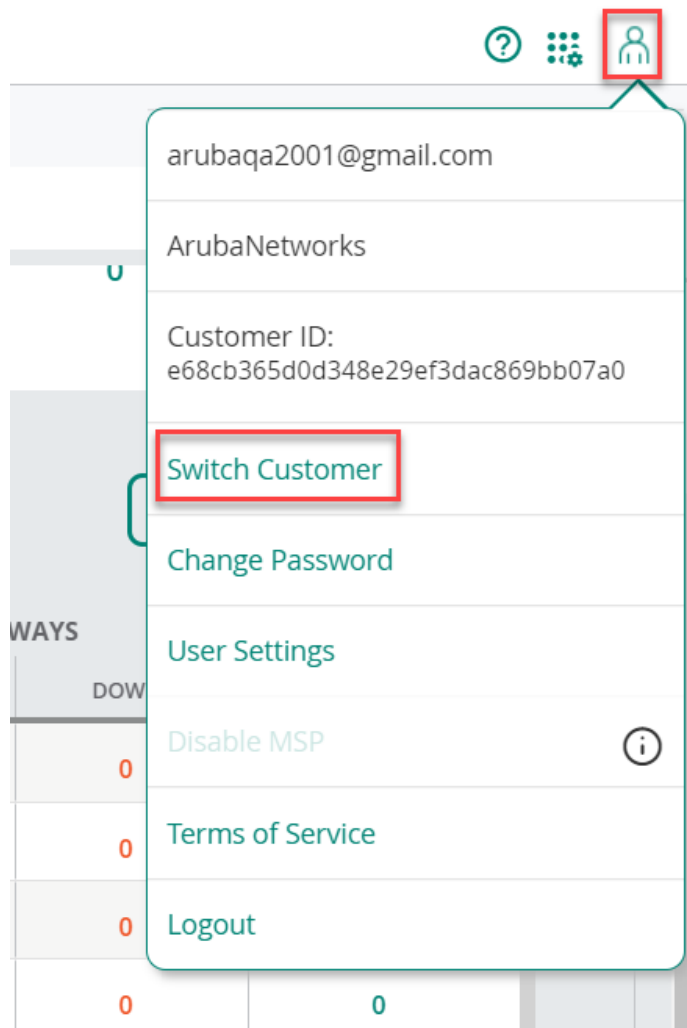 arubaqa2001@gmail.com
ArubaNetworks
Customer ID:
e68cb365d0d348e29ef3dac869bb07a0
Switch Customer
Change Password
WAYS
User Settings
DOW
Disable MSP
0
Terms of Service
0
Logout
0
0 0